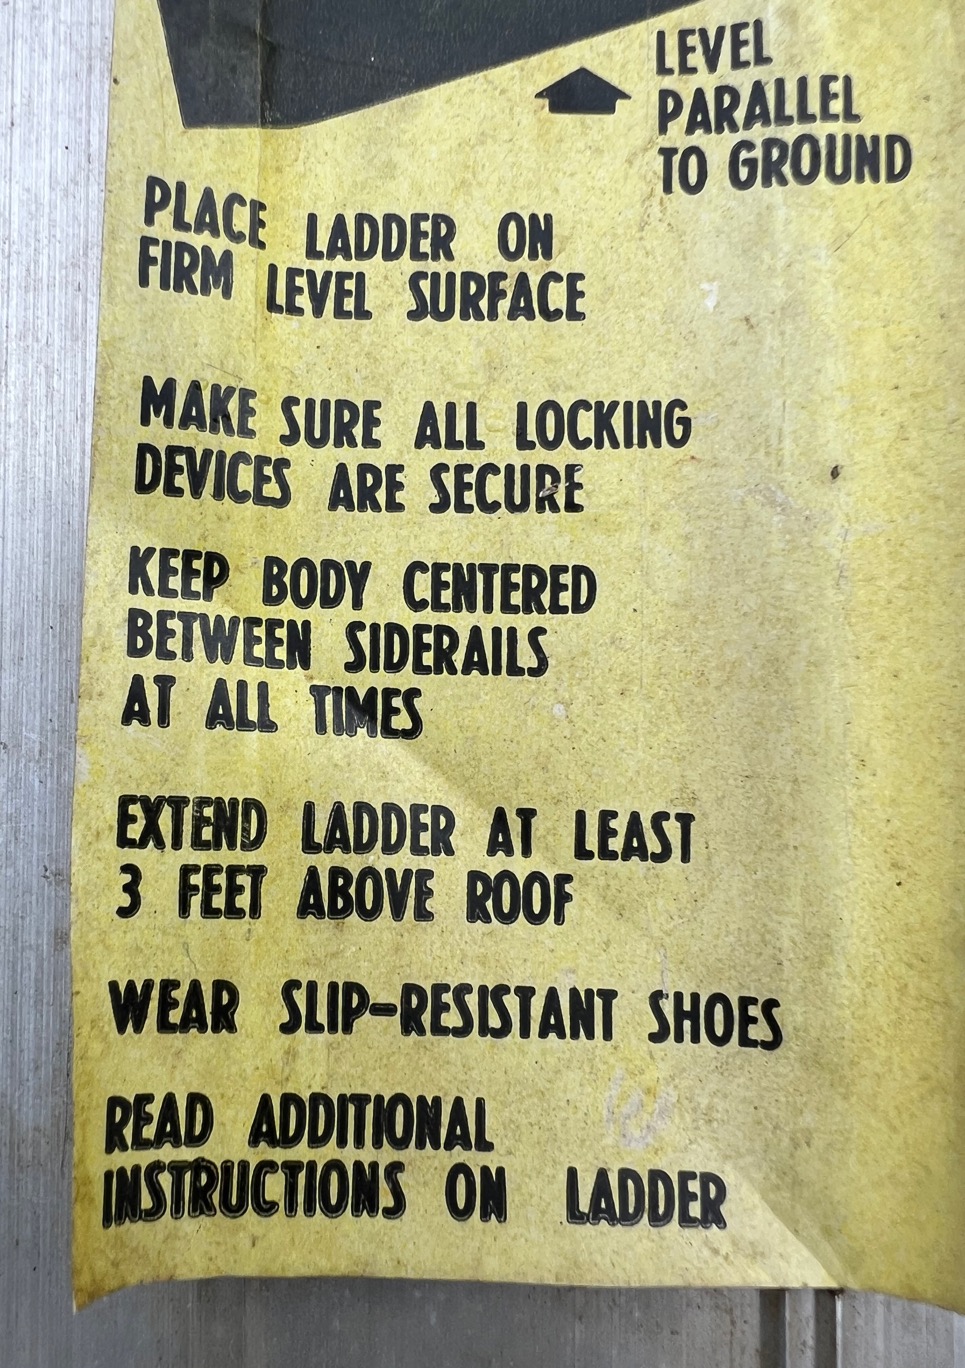 LEVEL
PARALLEL
TO GROUND
PLACE LADDER ON
FIRM LEVEL SURFACE
MAKE SURE ALL LOCKING
DEVICES ARE SECURE
KEEP BODY CENTERED
BETWEEN SIDERAILS
AT ALL TIMES
EXTEND LADDER AT LEAST
3 FEET ABOVE ROOF
WEAR SLIP-RESISTANT SHOES
READ ADDITIONAL
INSTRUCTIONS ON LADDER